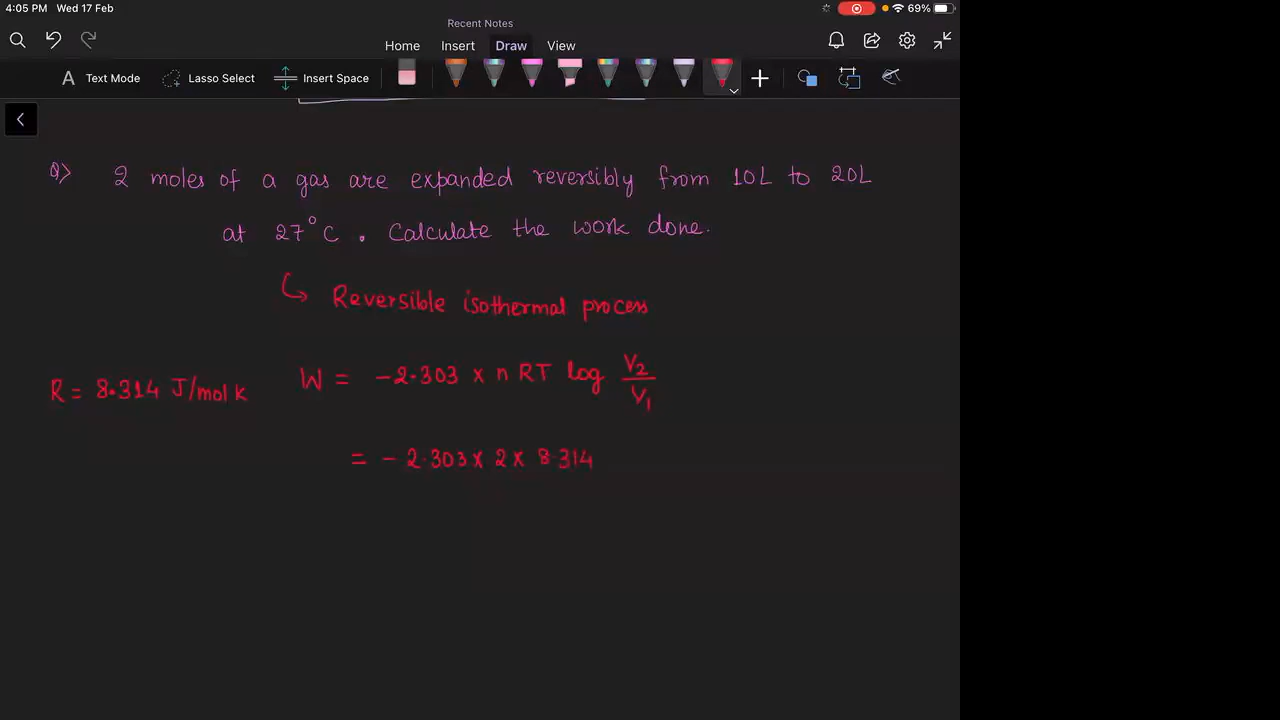 4:05 PM Wed 17 Feb
69%
Recent Notes
Home Insert Draw View
Text Mode Lasso Select Insert Space
Q) 2 moles of a gas are expanded reversibly from 10L to 20L
at 27°C. Calculate the work done.
Reversible isothermal process
R = 8.314 J/mol k W = -2.303 x n RT log V2/V1
= -2.303 x 2 x 8.314